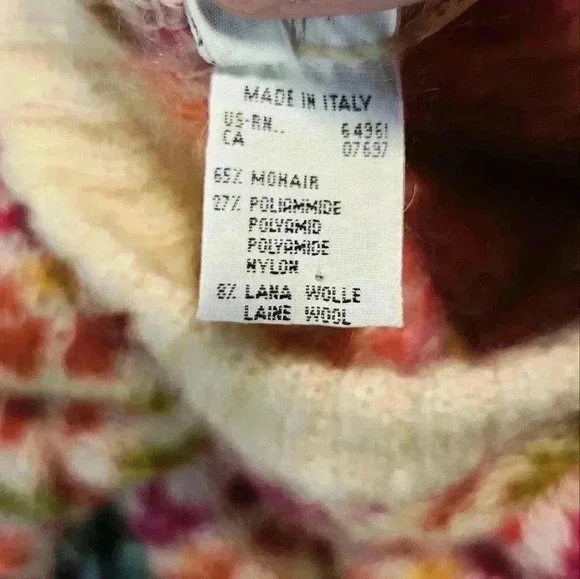 MADE IN ITALY
US-RN.. 64961
CA 07697
65% MOHAIR
27% POLIAMMIDE
POLYAMID
POLYAMIDE
NYLON
8% LANA WOLLE
LAINE WOOL